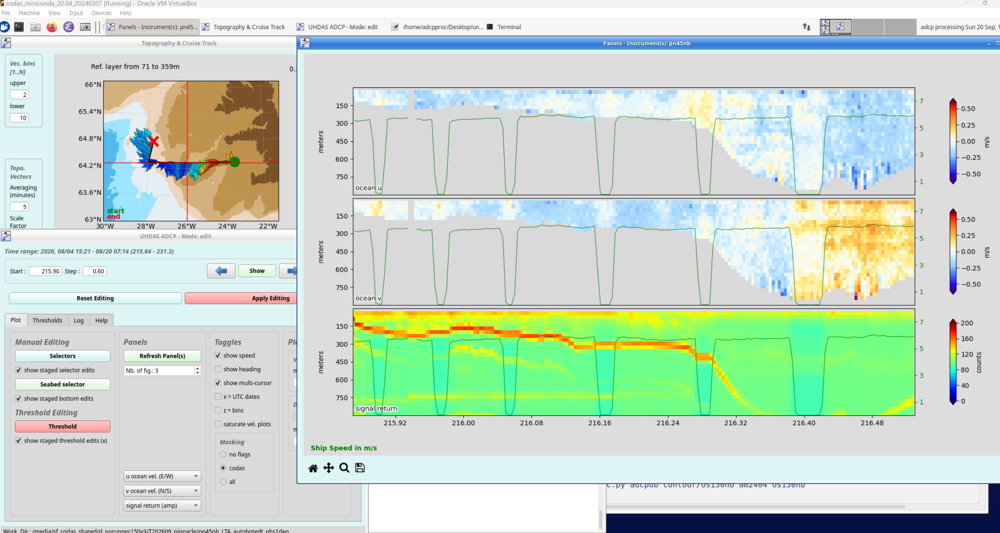 codas_miniconda_20.04_20240207 [Running] - Oracle VM VirtualBox
File Machine View Input Devices Help
Panels - Instrument(s): pn45... Topography & Cruise Track UHDAS ADCP - Mode: edit /home/adcpproc/Desktop/un... Terminal adcp processing Sun 20 Sep, 1
Topography & Cruise Track
Vec. bins
[1..N]
upper
2
lower
10
Topo.
Vectors
Averaging
(minutes)
5
Scale
Factor
Ref. layer from 71 to 359m
0.
66°N
65.4°N
64.8°N
64.2°N
63.6°N
63°N
start
end
30°W 28°W 26°W 24°W 22°W
UHDAS ADCP - Mode: edit
Time range: 2026, 08/04 15:21 - 08/20 07:14 (215.64 - 231.3)
Start : 215.90 Step : 0.60 Show
Reset Editing Apply Editing
Plot Thresholds Log Help
Manual Editing
Selectors
show staged selector edits
Seabed selector
show staged bottom edits
Threshold Editing
Threshold
show staged threshold edits (x)
Panels
Refresh Panel(s)
Nb. of fig.: 3
u ocean vel. (E/W)
v ocean vel. (N/S)
signal return (amp)
Toggles
show speed
show heading
show multi-cursor
x = UTC dates
z = bins
saturate vel. plots
Masking
no flags
codas
all
Work. Dir.: /media/sf_codas_shared/d_porunnec150v3/T202609_pinnacle/pn45nb_LTA_autobotedt_phs1deg
Panels - Instrument(s): pn45nb
meters
150
300
450
600
750
ocean u
7
5
3
1
0.50
0.25
0.00
−0.25
−0.50
m/s
meters
150
300
450
600
750
ocean v
7
5
3
1
0.50
0.25
0.00
−0.25
−0.50
m/s
meters
150
300
450
600
750
signal return
7
5
3
1
200
160
120
80
40
0
counts
215.92 216.00 216.08 216.16 216.24 216.32 216.40 216.48
Ship Speed in m/s
c.py adcpdb contour/os150nb am2404 os150nb